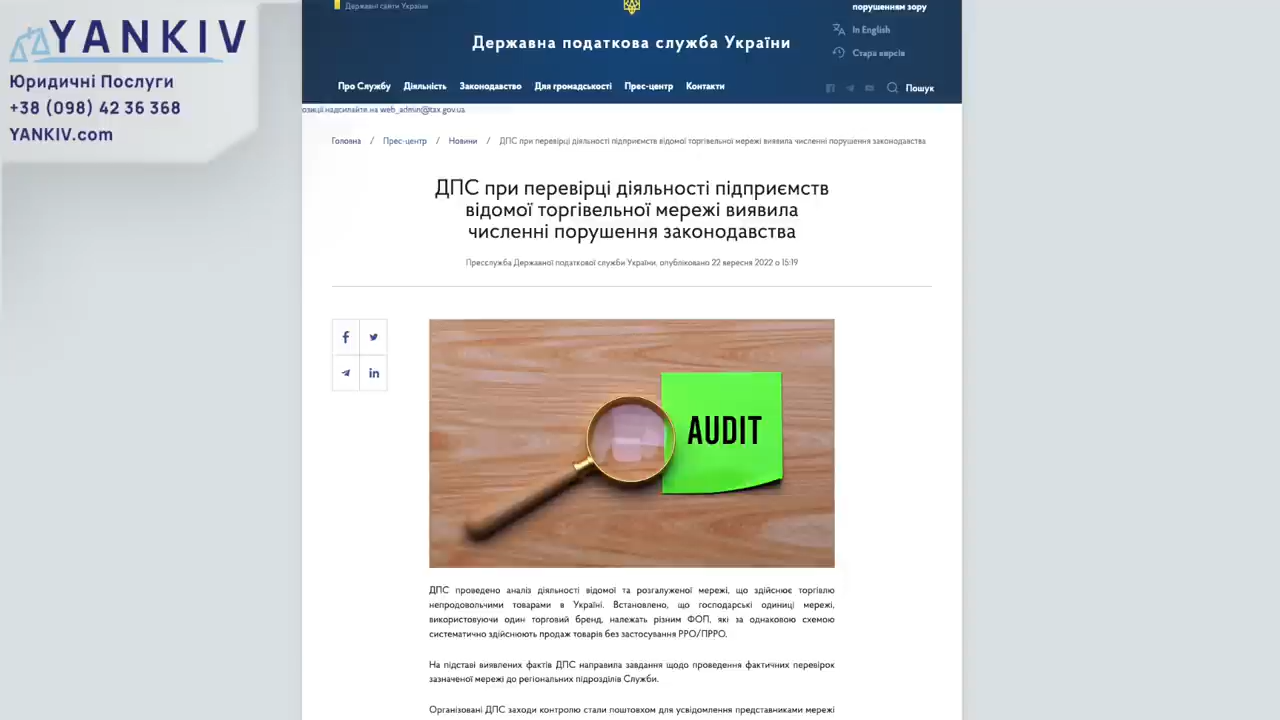 YANKIV
Юридичні Послуги
+38 (098) 42 36 368
YANKIV.com
Державні сайти України
порушенням зору
In English
Стара версія
Державна податкова служба України
Про Службу Діяльність Законодавство Для громадськості Прес-центр Контакти
Пошук
озиції надсилайте на web_admin@tax.gov.ua
Головна / Прес-центр / Новини / ДПС при перевірці діяльності підприємств відомої торгівельної мережі виявила численні порушення законодавства
ДПС при перевірці діяльності підприємств
відомої торгівельної мережі виявила
численні порушення законодавства
Пресслужба Державної податкової служби України, опубліковано 22 вересня 2022 о 15:19
AUDIT
ДПС проведено аналіз діяльності відомої та розгалуженої мережі, що здійснює торгівлю
непродовольчими товарами в Україні. Встановлено, що господарські одиниці мережі,
використовуючи один торговий бренд, належать різним ФОП, які за однаковою схемою
систематично здійснюють продаж товарів без застосування РРО/ПРРО.
На підставі виявлених фактів ДПС направила завдання щодо проведення фактичних перевірок
зазначеної мережі до регіональних підрозділів Служби.
Організовані ДПС заходи контролю стали поштовхом для усвідомлення представниками мережі